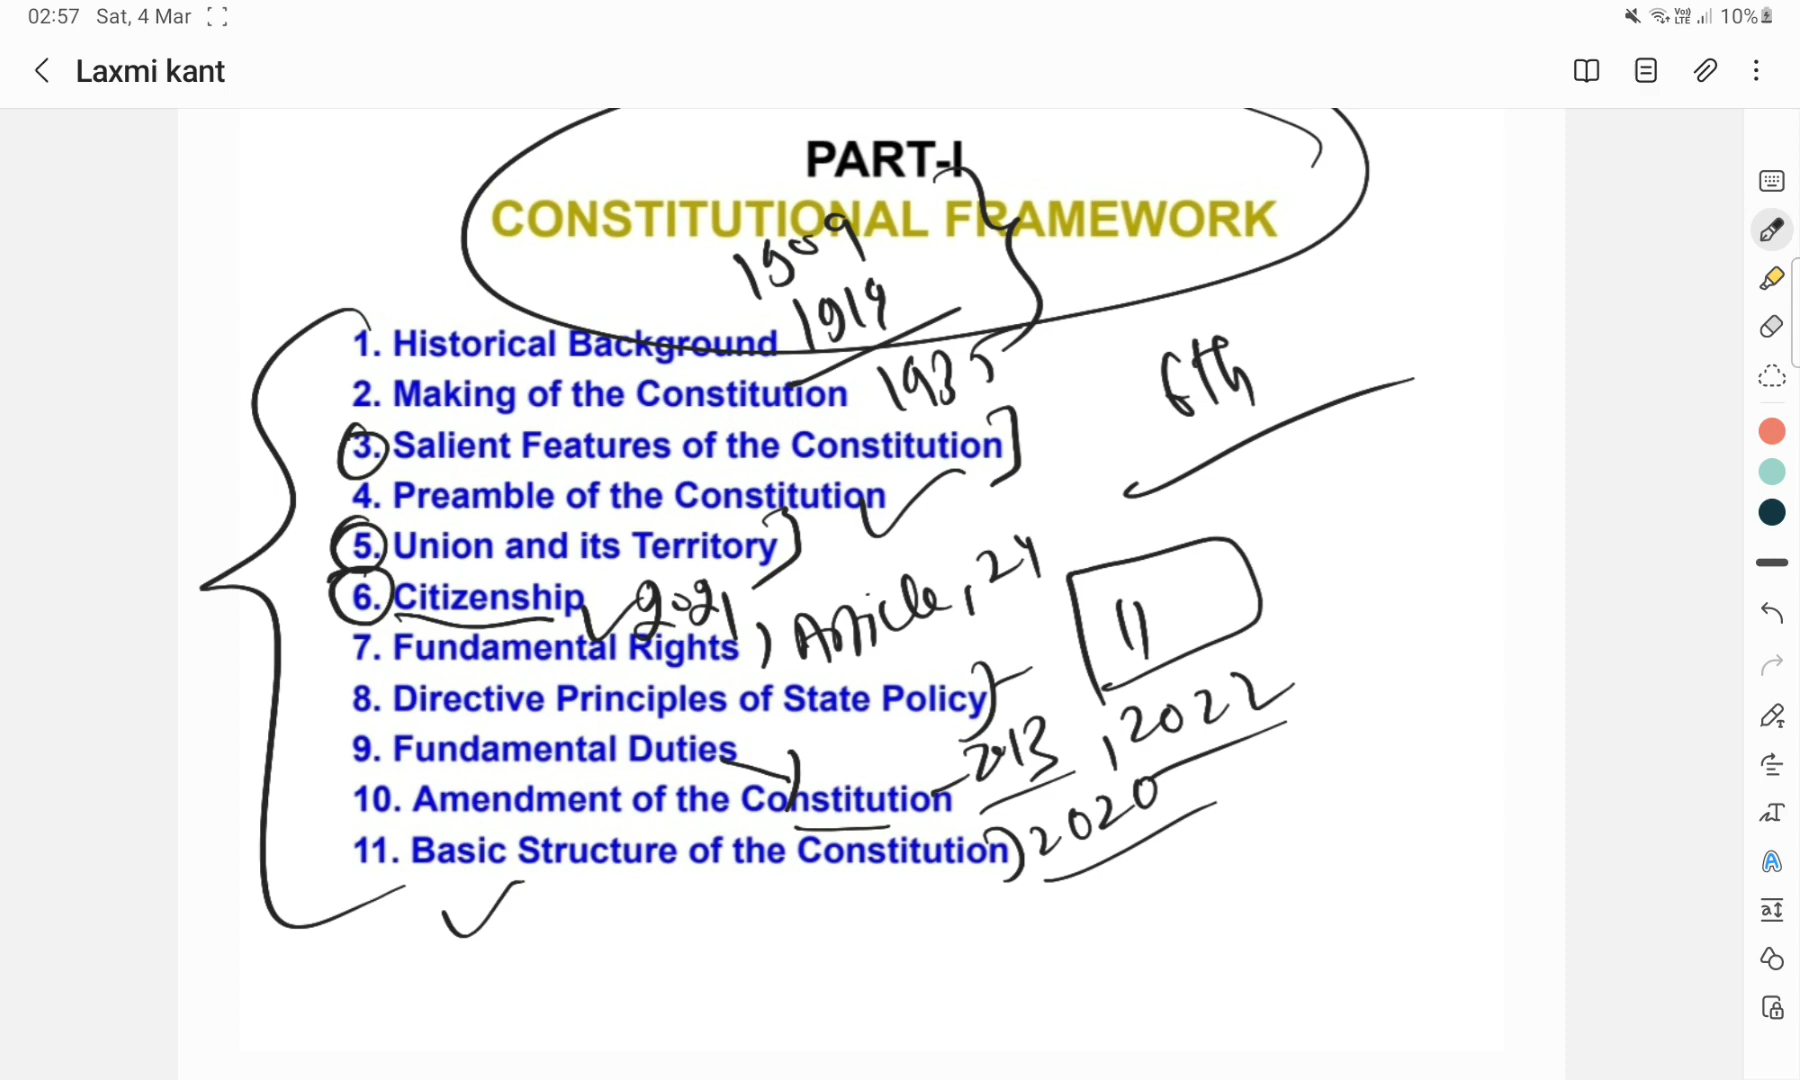 02:57 Sat, 4 Mar 10%
Laxmi kant
PART-I
CONSTITUTIONAL FRAMEWORK
1909
1919
1. Historical Background
1935
6th
2. Making of the Constitution
3. Salient Features of the Constitution
4. Preamble of the Constitution
5. Union and its Territory
6. Citizenship 2021
Article, 24
11
7. Fundamental Rights
8. Directive Principles of State Policy
2013, 2022
9. Fundamental Duties
10. Amendment of the Constitution
11. Basic Structure of the Constitution 2020